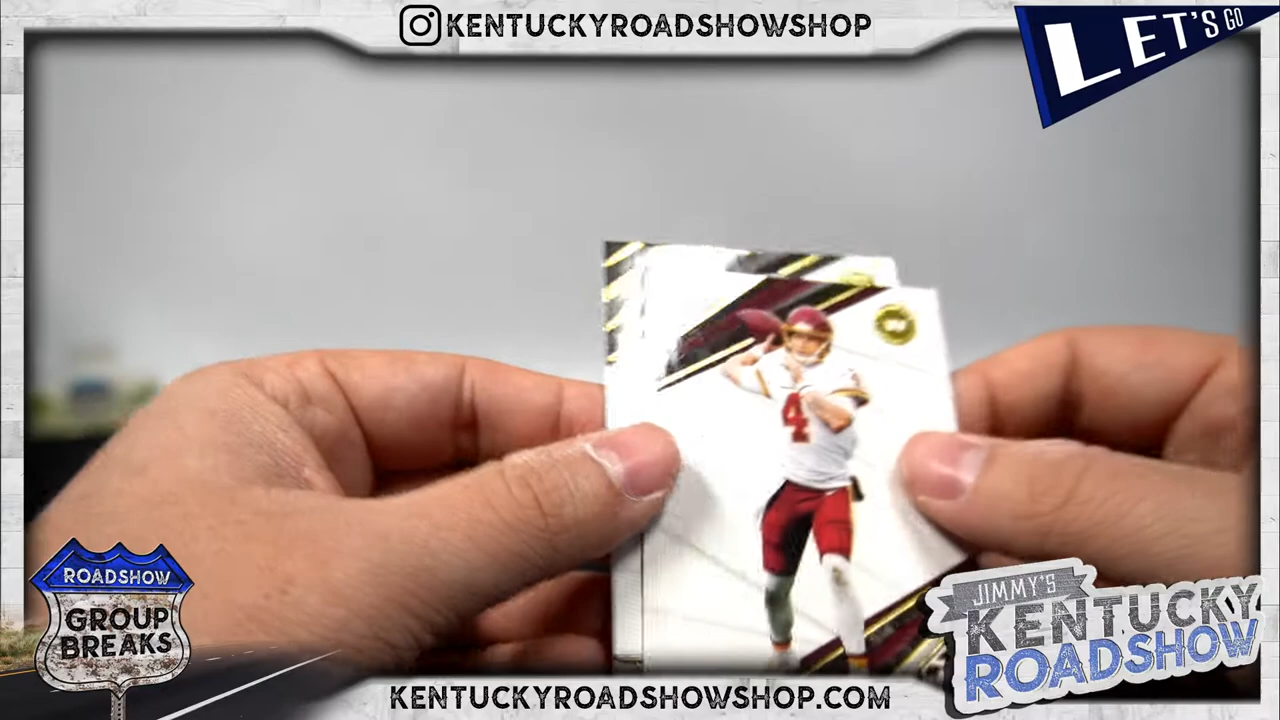 KENTUCKYROADSHOWSHOP
LET'S GO
4
ROADSHOW
GROUP
BREAKS
JIMMY'S
KENTUCKY
ROADSHOW
KENTUCKYROADSHOWSHOP.COM